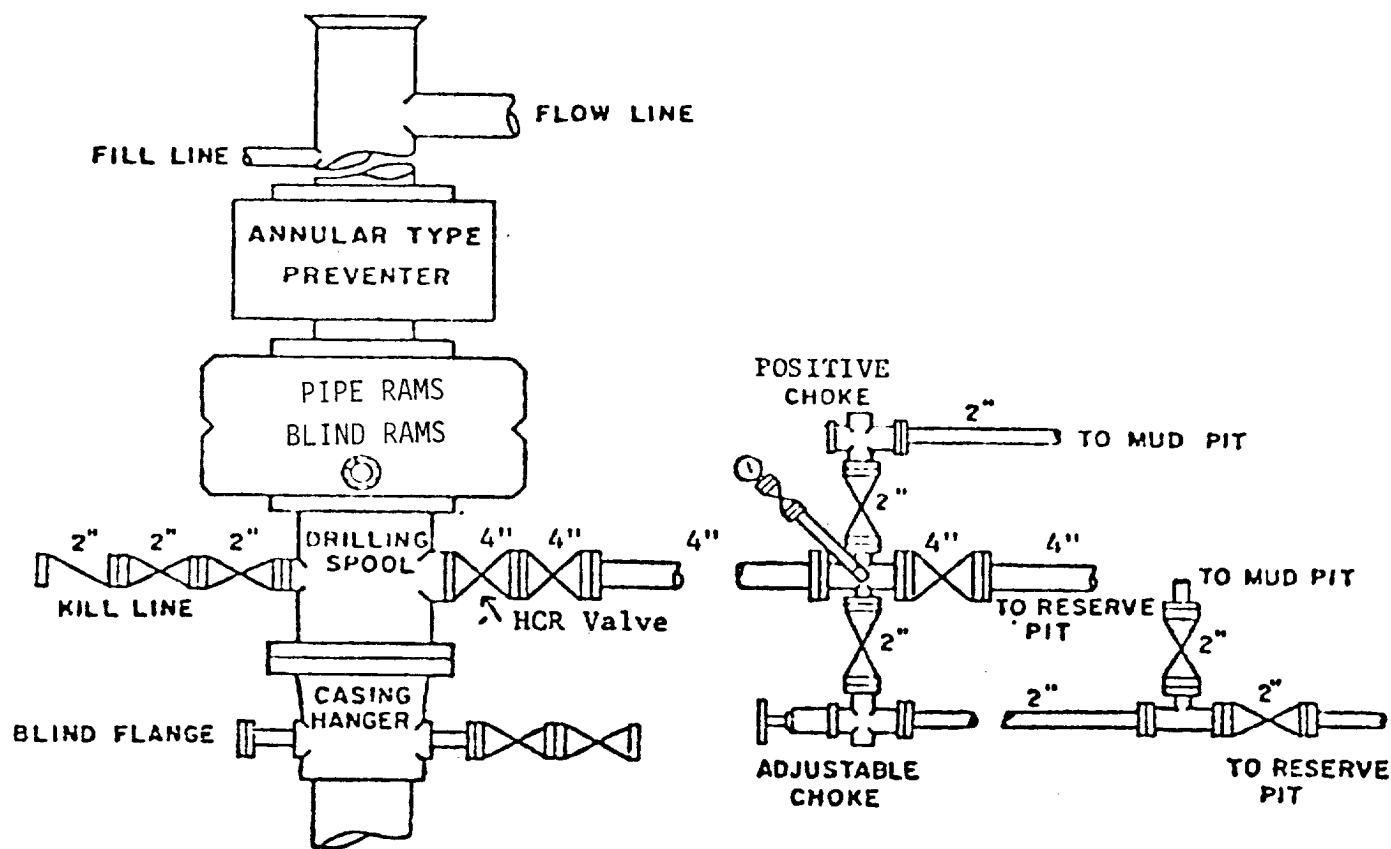 FLOW LINE
FILL LINE
ANNULAR TYPE
PREVENTER
PIPE RAMS
BLIND RAMS
POSITIVE
CHOKE
2"
TO MUD PIT
2"
2" 2" 2"
DRILLING
SPOOL
4" 4" 4"
4" 4"
KILL LINE
HCR Valve
TO RESERVE
PIT
TO MUD PIT
2"
2"
CASING
HANGER
BLIND FLANGE
2"
2"
ADJUSTABLE
CHOKE
TO RESERVE
PIT